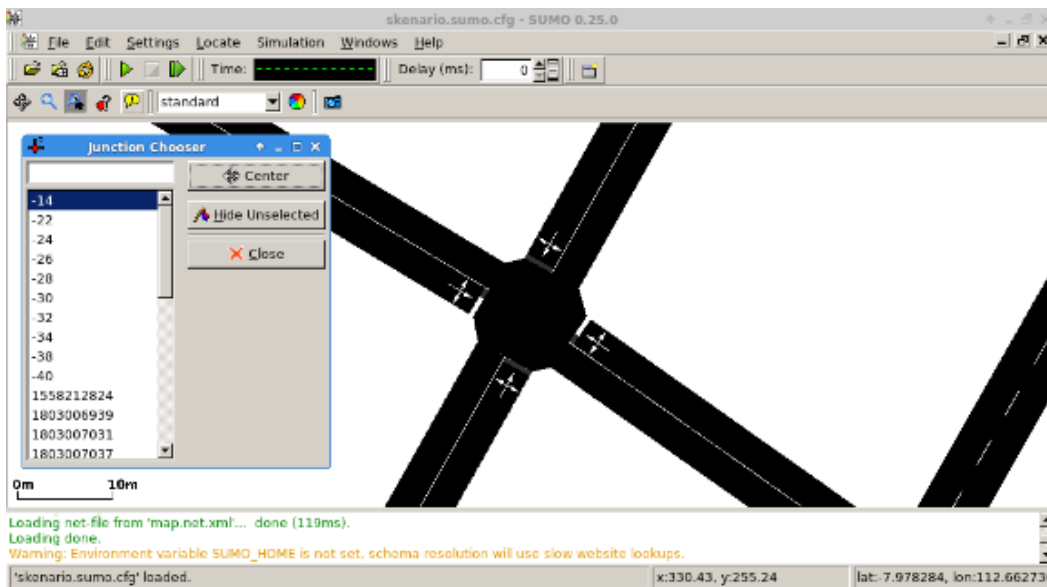 skenario.sumo.cfg - SUMO 0.25.0
File Edit Settings Locate Simulation Windows Help
Time: Delay (ms): 0
standard
Junction Chooser
Center
-14
Hide Unselected
-22
-24
Close
-26
-28
-30
-32
-34
-38
-40
1558212824
1803006939
1803007031
1803007037
0m 10m
Loading net-file from 'map.net.xml'... done (119ms).
Loading done.
Warning: Environment variable SUMO_HOME is not set, schema resolution will use slow website lookups.
'skenario.sumo.cfg' loaded. x:330.43, y:255.24 lat:-7.978284, lon:112.66273